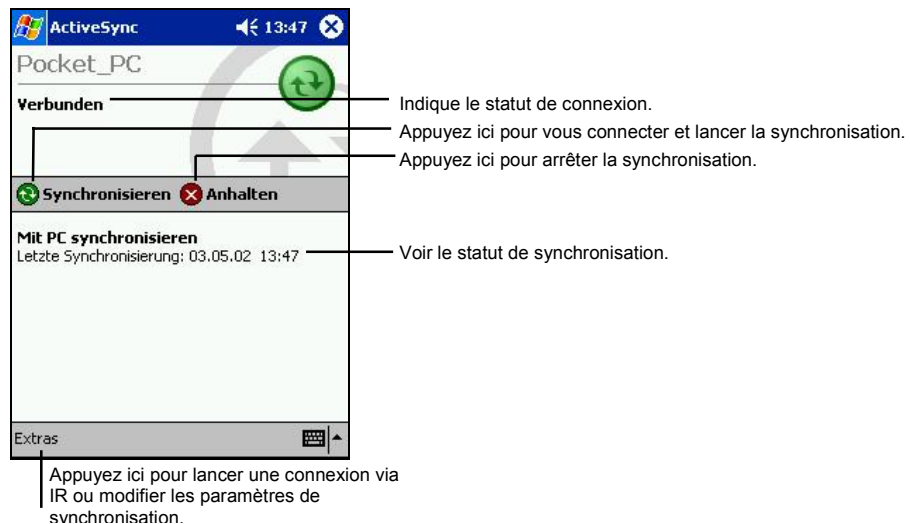 ActiveSync 13:47
Pocket_PC
Verbunden
Indique le statut de connexion.
Appuyez ici pour vous connecter et lancer la synchronisation.
Appuyez ici pour arrêter la synchronisation.
Synchronisieren Anhalten
Mit PC synchronisieren
Letzte Synchronisierung: 03.05.02 13:47
Voir le statut de synchronisation.
Extras
Appuyez ici pour lancer une connexion via
IR ou modifier les paramètres de
synchronisation.